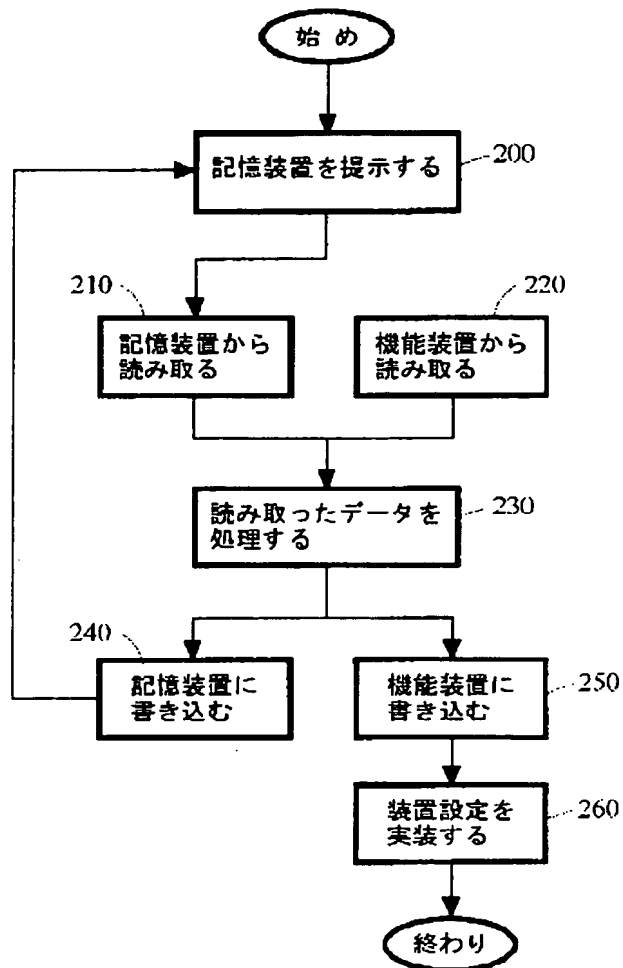 始め
記憶装置を提示する
200
210
220
記憶装置から
読み取る
機能装置から
読み取る
読み取ったデータを
処理する
230
240
記憶装置に
書き込む
機能装置に
書き込む
250
装置設定を
実装する
260
終わり